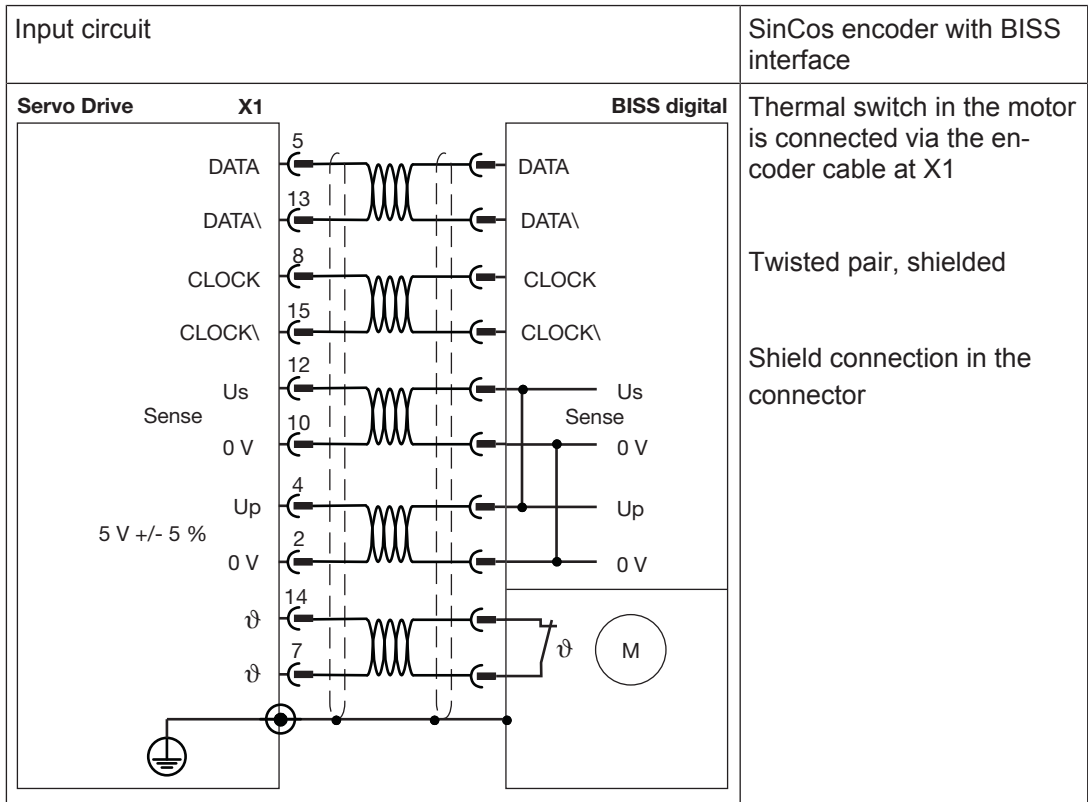 Input circuit
SinCos encoder with BISS
interface
Servo Drive X1 BISS digital
5
DATA DATA
13
DATA\ DATA\
8
CLOCK CLOCK
15
CLOCK\ CLOCK\
12
Us Us
Sense Sense
10
0 V 0 V
4
Up Up
5 V +/- 5 %
2
0 V 0 V
14
ϑ
ϑ M
7
ϑ
Thermal switch in the motor
is connected via the en-
coder cable at X1
Twisted pair, shielded
Shield connection in the
connector